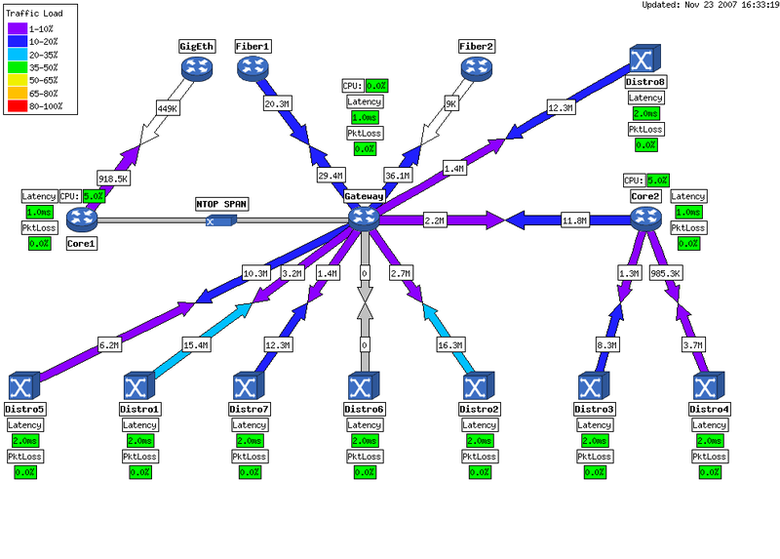 Updated: Nov 23 2007 16:33:19
Traffic Load
1-10%
10-20%
20-35%
35-50%
50-65%
65-80%
80-100%
GigEth
Fiber1
Fiber2
Distro8
Latency
2.0ms
PktLoss
0.0%
CPU: 0.0%
Latency
1.0ms
PktLoss
0.0%
449K
20.3M
9K
12.3M
918.5K
29.4M
36.1M
1.4M
Latency CPU: 5.0%
1.0ms
PktLoss
0.0%
Core1
NTOP SPAN
Gateway
2.2M
11.8M
CPU: 5.0%
Core2
Latency
1.0ms
PktLoss
0.0%
10.3M
3.2M
1.4M
0
2.7M
1.3M
985.3K
6.2M
15.4M
12.3M
0
16.3M
8.3M
3.7M
Distro5
Latency
2.0ms
PktLoss
0.0%
Distro1
Latency
2.0ms
PktLoss
0.0%
Distro7
Latency
2.0ms
PktLoss
0.0%
Distro6
Latency
2.0ms
PktLoss
0.0%
Distro2
Latency
2.0ms
PktLoss
0.0%
Distro3
Latency
2.0ms
PktLoss
0.0%
Distro4
Latency
2.0ms
PktLoss
0.0%